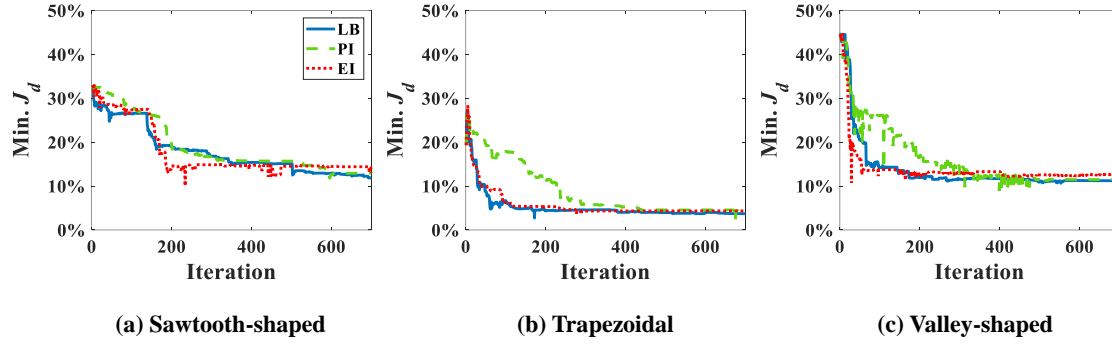 50%
40%
30%
20%
10%
0%
Min. J_d
0 200 400 600
Iteration
LB
PI
EI
(a) Sawtooth-shaped
50%
40%
30%
20%
10%
0%
Min. J_d
0 200 400 600
Iteration
(b) Trapezoidal
50%
40%
30%
20%
10%
0%
Min. J_d
0 200 400 600
Iteration
(c) Valley-shaped